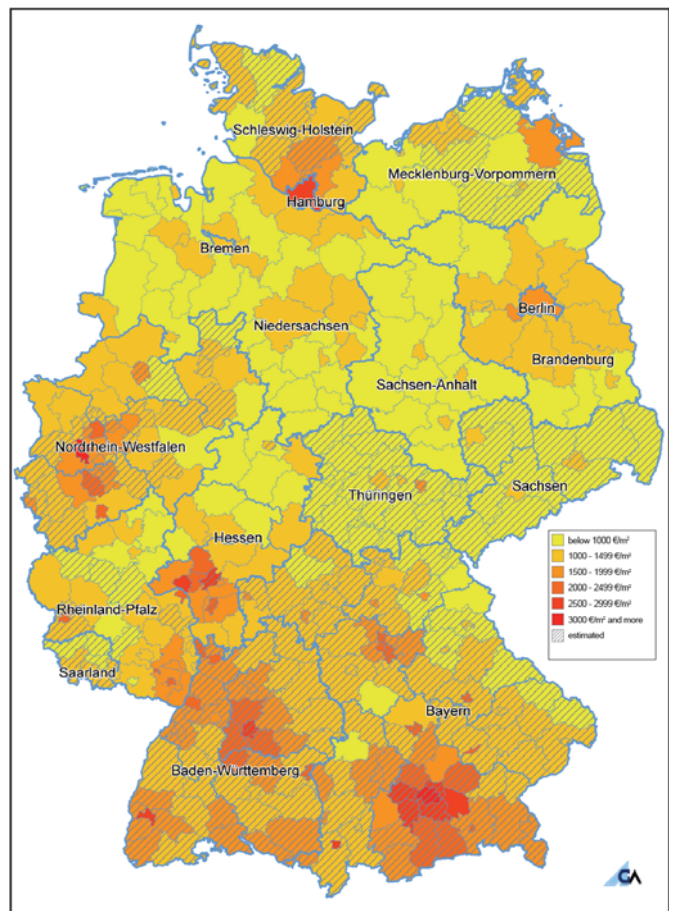 Schleswig-Holstein
Mecklenburg-Vorpommern
Hamburg
Bremen
Berlin
Niedersachsen
Brandenburg
Sachsen-Anhalt
Nordrhein-Westfalen
Sachsen
Thüringen
Hessen
below 1000 €/m²
1000 - 1499 €/m²
1500 - 1999 €/m²
2000 - 2499 €/m²
2500 - 2999 €/m²
3000 €/m² and more
estimated
Rheinland-Pfalz
Saarland
Bayern
Baden-Württemberg
GA